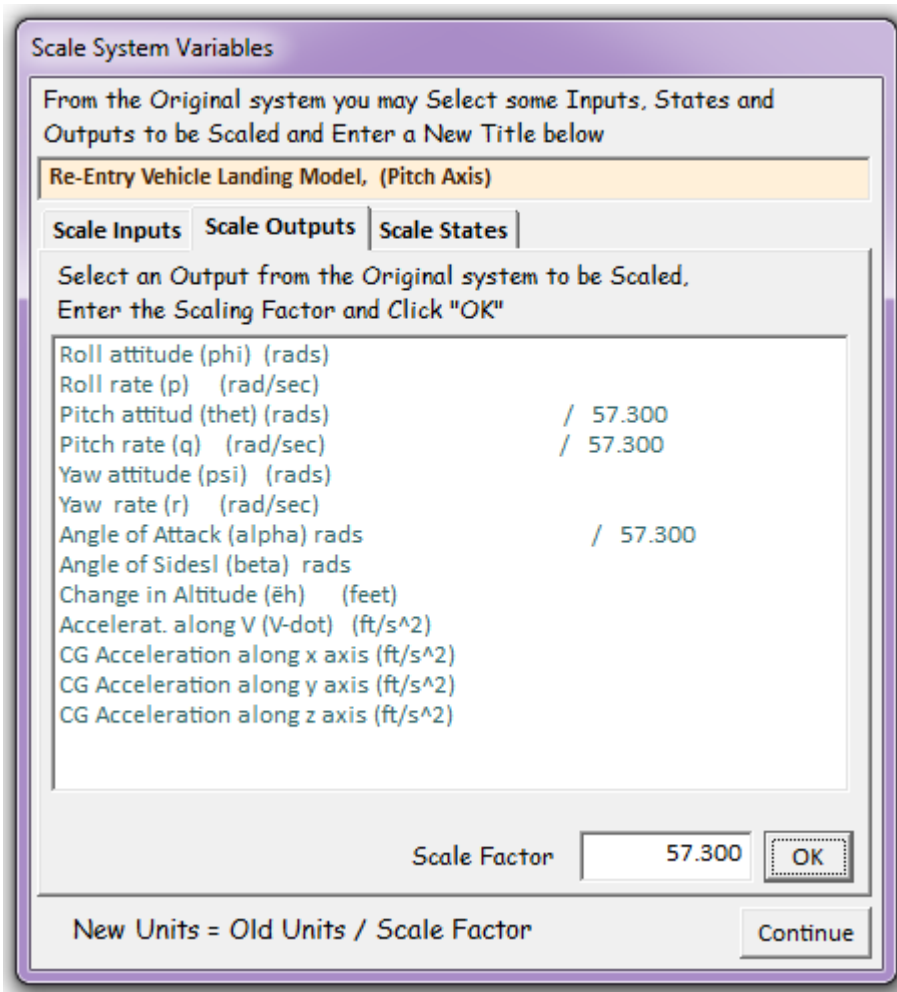 Scale System Variables
From the Original system you may Select some Inputs, States and
Outputs to be Scaled and Enter a New Title below
Re-Entry Vehicle Landing Model, (Pitch Axis)
Scale Inputs Scale Outputs Scale States
Select an Output from the Original system to be Scaled,
Enter the Scaling Factor and Click "OK"
Roll attitude (phi) (rads)
Roll rate (p) (rad/sec)
Pitch attitud (thet) (rads) / 57.300
Pitch rate (q) (rad/sec) / 57.300
Yaw attitude (psi) (rads)
Yaw rate (r) (rad/sec)
Angle of Attack (alpha) rads / 57.300
Angle of Sidesl (beta) rads
Change in Altitude (ëh) (feet)
Accelerat. along V (V-dot) (ft/s^2)
CG Acceleration along x axis (ft/s^2)
CG Acceleration along y axis (ft/s^2)
CG Acceleration along z axis (ft/s^2)
Scale Factor 57.300 OK
New Units = Old Units / Scale Factor Continue